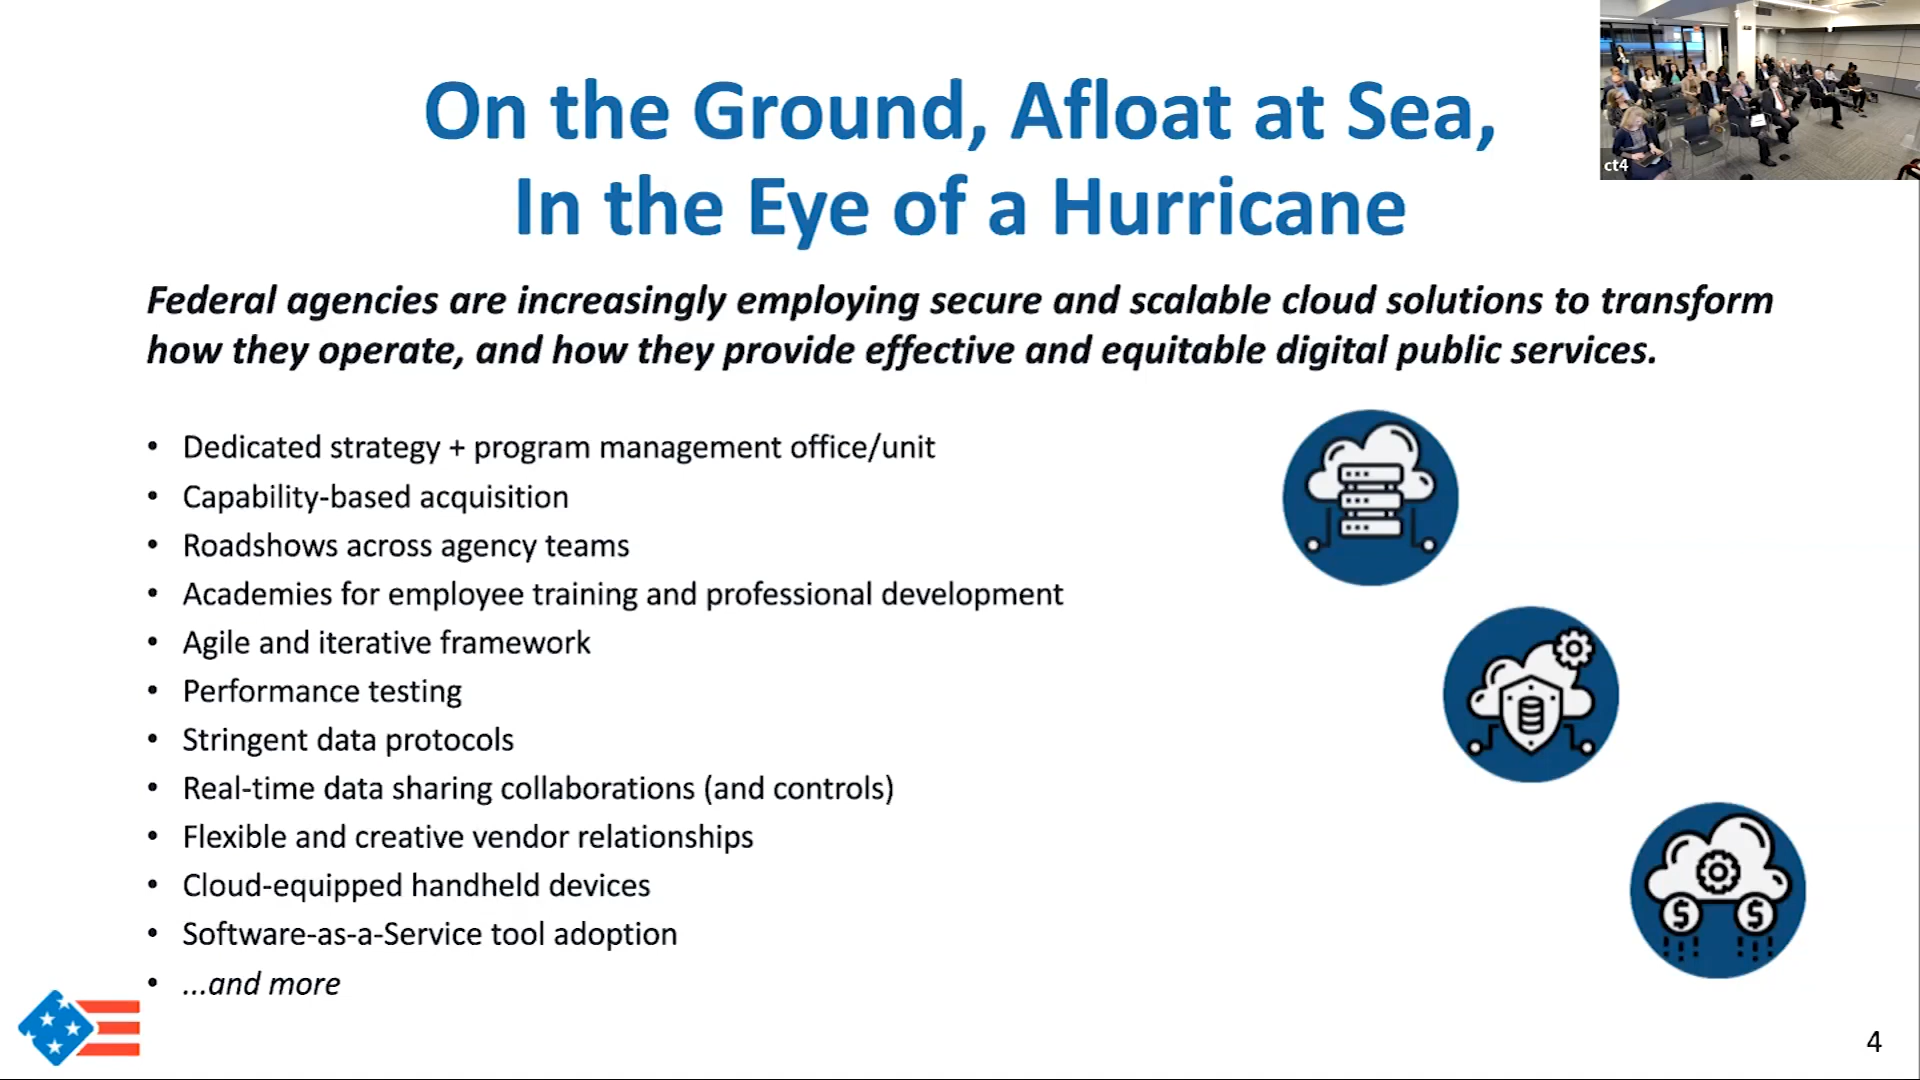 On the Ground, Afloat at Sea,
In the Eye of a Hurricane
ct4
Federal agencies are increasingly employing secure and scalable cloud solutions to transform
how they operate, and how they provide effective and equitable digital public services.
• Dedicated strategy + program management office/unit
• Capability-based acquisition
• Roadshows across agency teams
• Academies for employee training and professional development
• Agile and iterative framework
• Performance testing
• Stringent data protocols
• Real-time data sharing collaborations (and controls)
• Flexible and creative vendor relationships
• Cloud-equipped handheld devices
• Software-as-a-Service tool adoption
• ...and more
$ $
4